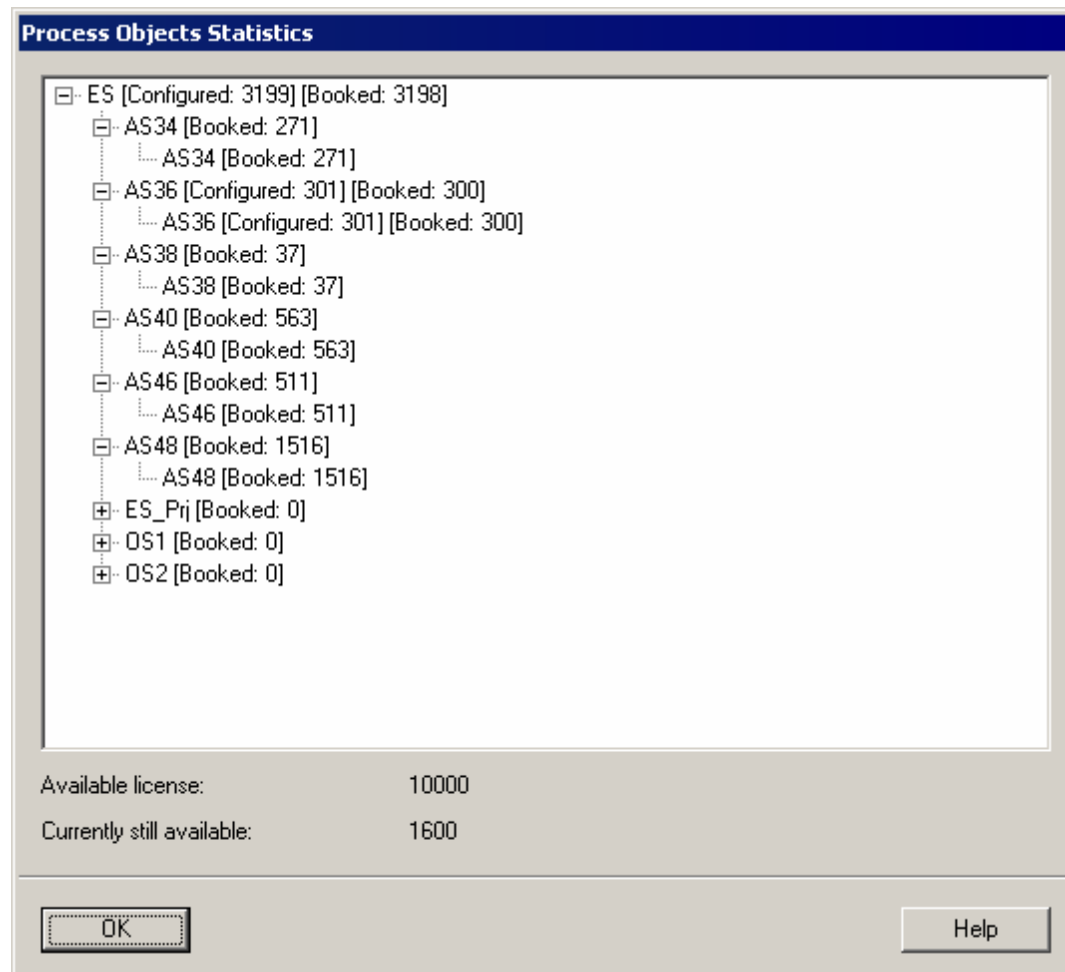 Process Objects Statistics
ES [Configured: 3199] [Booked: 3198]
AS34 [Booked: 271]
AS34 [Booked: 271]
AS36 [Configured: 301] [Booked: 300]
AS36 [Configured: 301] [Booked: 300]
AS38 [Booked: 37]
AS38 [Booked: 37]
AS40 [Booked: 563]
AS40 [Booked: 563]
AS46 [Booked: 511]
AS46 [Booked: 511]
AS48 [Booked: 1516]
AS48 [Booked: 1516]
ES_Prj [Booked: 0]
OS1 [Booked: 0]
OS2 [Booked: 0]
Available license: 10000
Currently still available: 1600
OK Help